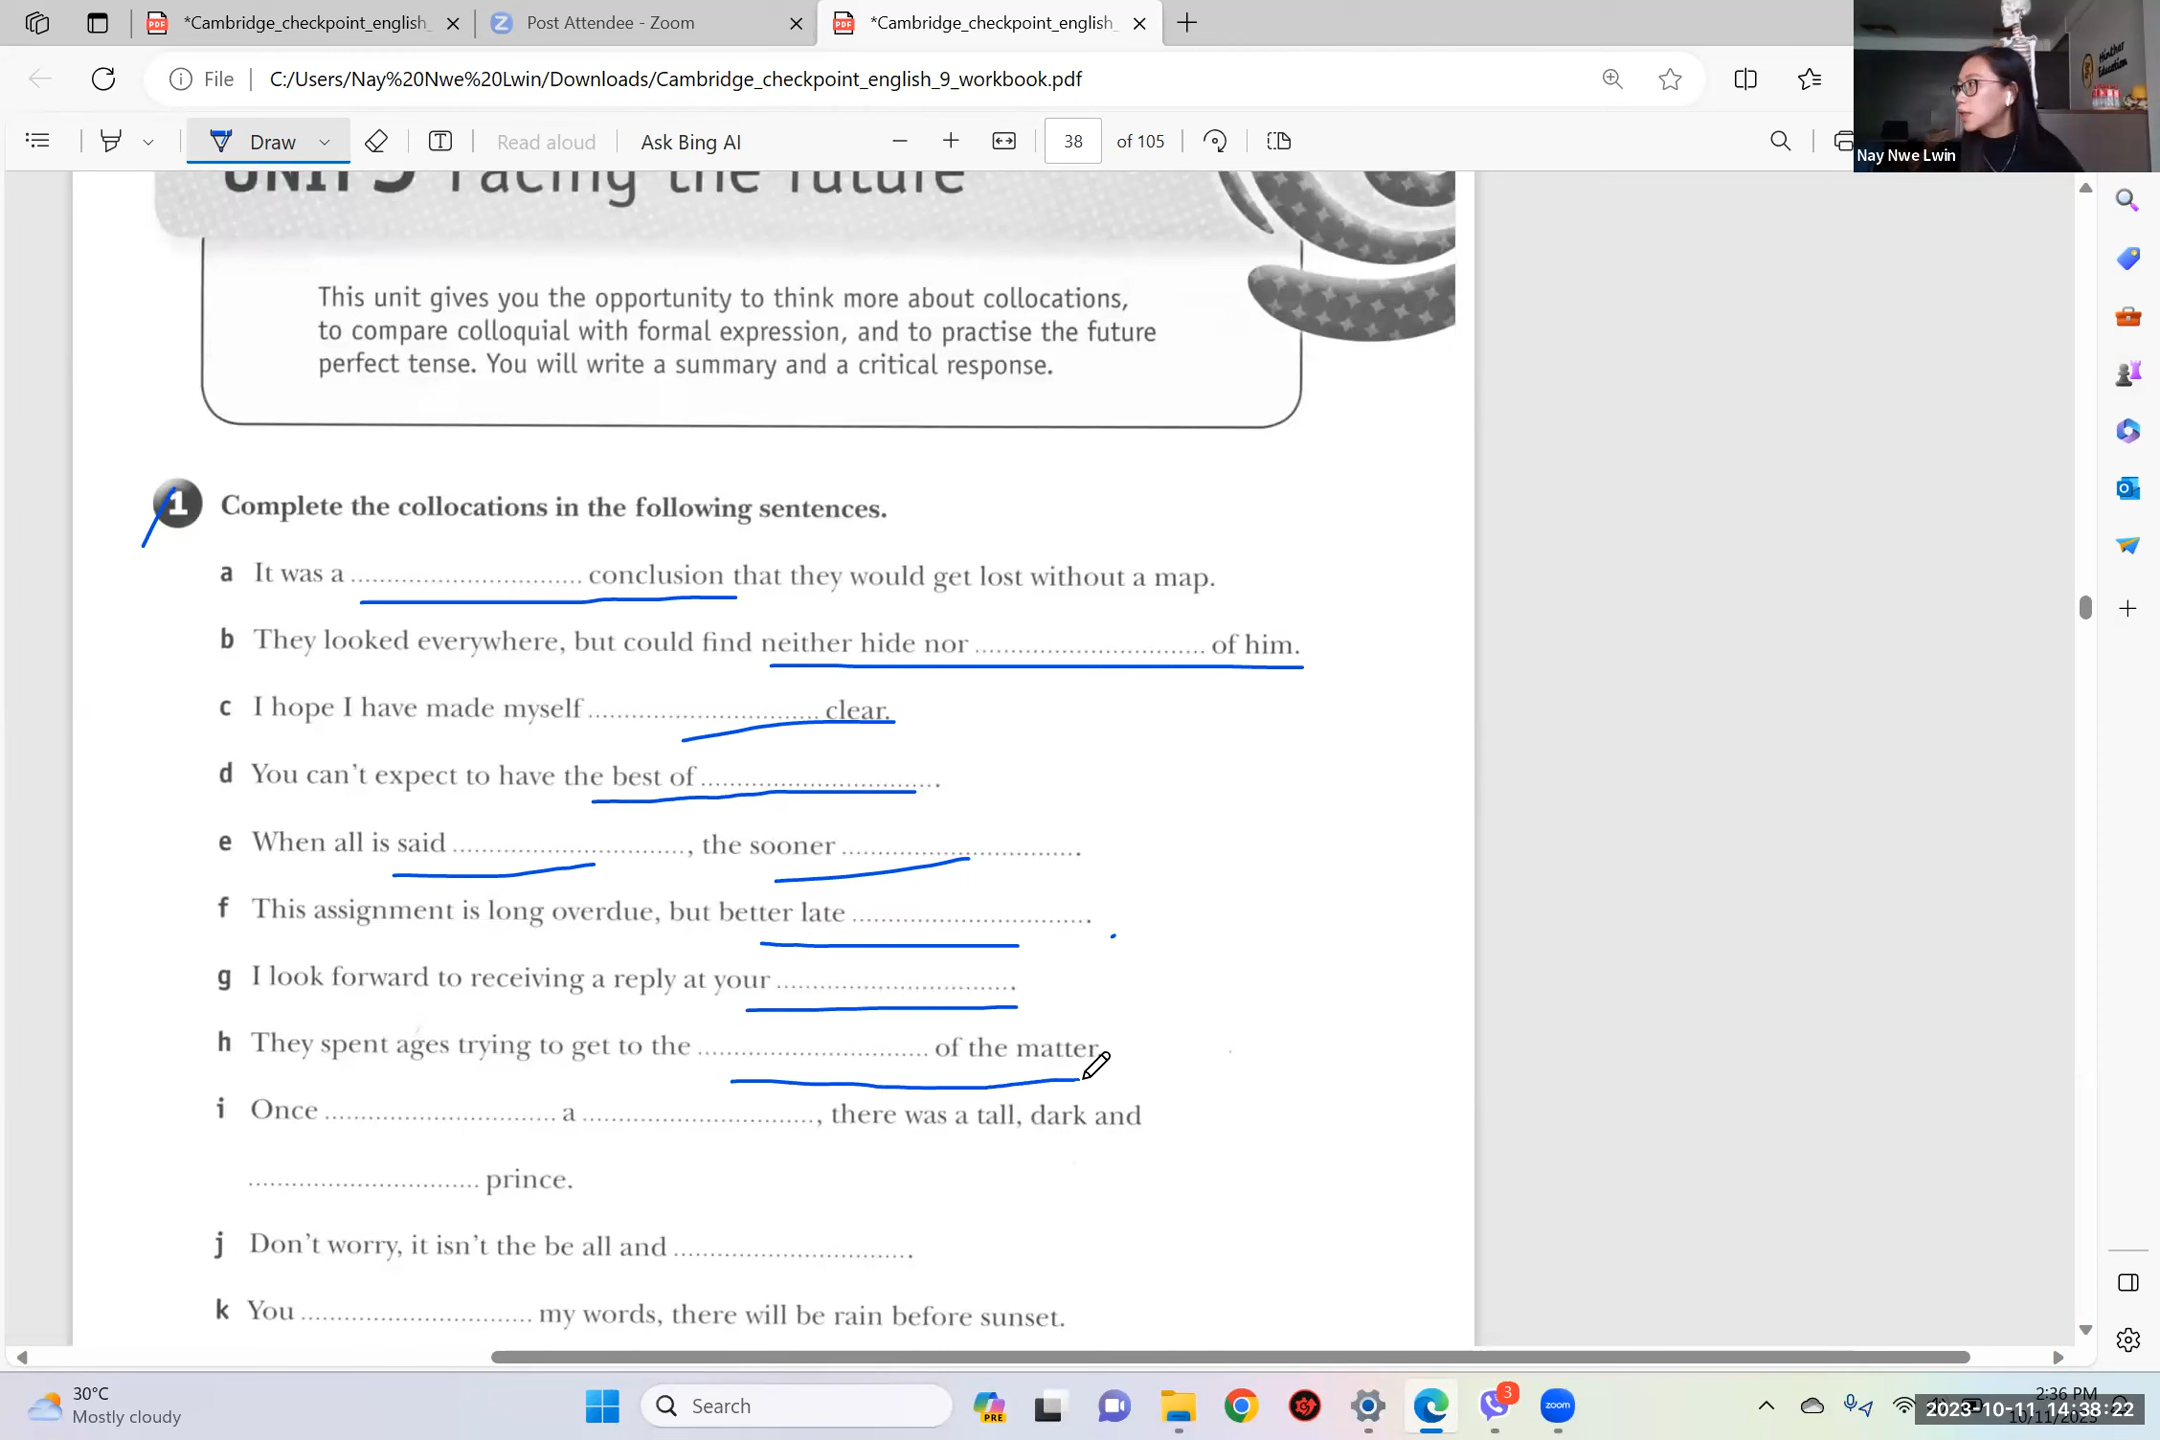 *Cambridge_checkpoint_english_
Post Attendee - Zoom
*Cambridge_checkpoint_english_
File
C:/Users/Nay%20Nwe%20Lwin/Downloads/Cambridge_checkpoint_english_9_workbook.pdf
Draw
Read aloud
Ask Bing AI
38 of 105
Hinthar
Education
Nay Nwe Lwin
UNIT 5 Facing the future
This unit gives you the opportunity to think more about collocations,
to compare colloquial with formal expression, and to practise the future
perfect tense. You will write a summary and a critical response.
1 Complete the collocations in the following sentences.
a It was a ................................ conclusion that they would get lost without a map.
b They looked everywhere, but could find neither hide nor ................................ of him.
c I hope I have made myself ................................ clear.
d You can't expect to have the best of ................................ .
e When all is said ................................, the sooner ................................ .
f This assignment is long overdue, but better late ................................ .
g I look forward to receiving a reply at your ................................ .
h They spent ages trying to get to the ................................ of the matter.
i Once ................................ a ................................, there was a tall, dark and
................................ prince.
j Don't worry, it isn't the be all and ................................ .
k You ................................ my words, there will be rain before sunset.
30°C
Mostly cloudy
Search
PRE
3
zoom
2:36 PM
2023-10-11 14:38:22